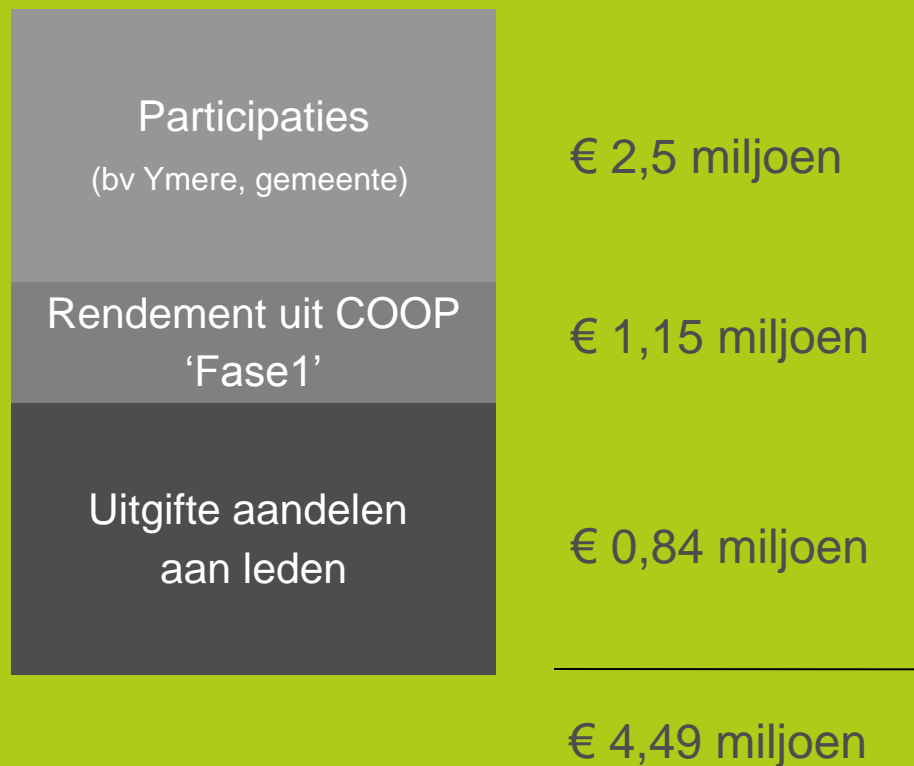 Participaties
(bv Ymere, gemeente)
€ 2,5 miljoen
Rendement uit COOP
‘Fase1’
€ 1,15 miljoen
Uitgifte aandelen
aan leden
€ 0,84 miljoen
€ 4,49 miljoen